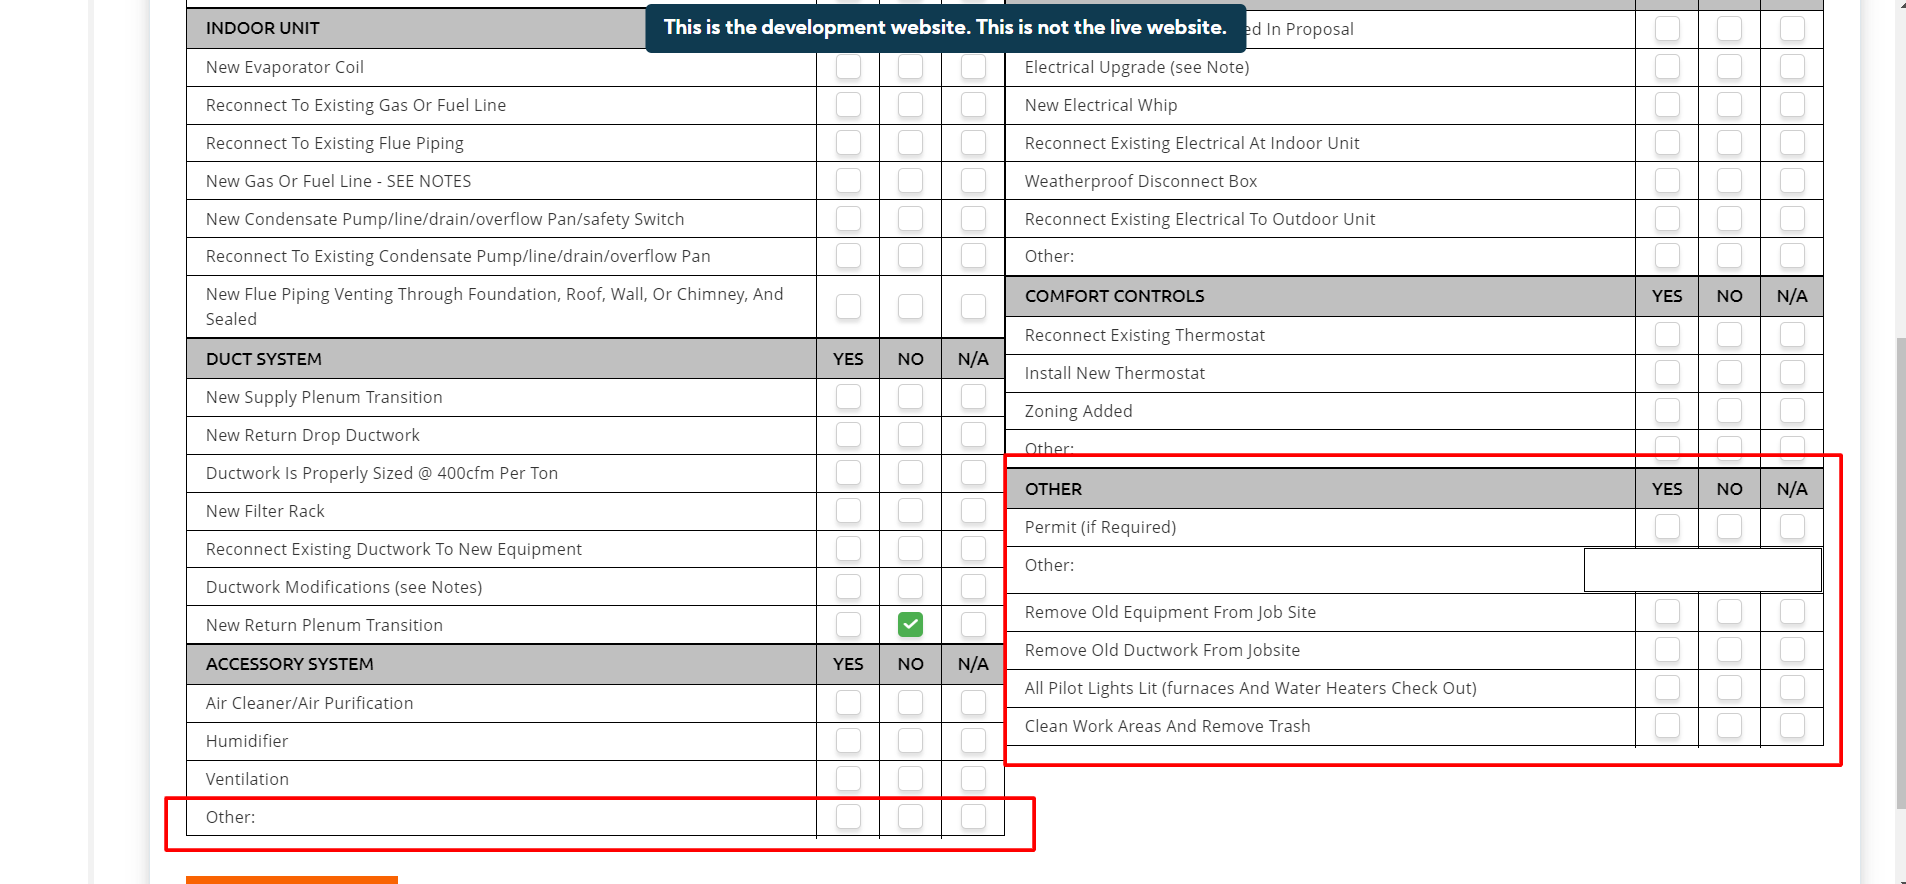 This is the development website. This is not the live website.
INDOOR UNIT
New Evaporator Coil
Reconnect To Existing Gas Or Fuel Line
Reconnect To Existing Flue Piping
New Gas Or Fuel Line - SEE NOTES
New Condensate Pump/line/drain/overflow Pan/safety Switch
Reconnect To Existing Condensate Pump/line/drain/overflow Pan
New Flue Piping Venting Through Foundation, Roof, Wall, Or Chimney, And
Sealed
DUCT SYSTEM YES NO N/A
New Supply Plenum Transition
New Return Drop Ductwork
Ductwork Is Properly Sized @ 400cfm Per Ton
New Filter Rack
Reconnect Existing Ductwork To New Equipment
Ductwork Modifications (see Notes)
New Return Plenum Transition
ACCESSORY SYSTEM YES NO N/A
Air Cleaner/Air Purification
Humidifier
Ventilation
Other:
In Proposal
Electrical Upgrade (see Note)
New Electrical Whip
Reconnect Existing Electrical At Indoor Unit
Weatherproof Disconnect Box
Reconnect Existing Electrical To Outdoor Unit
Other:
COMFORT CONTROLS YES NO N/A
Reconnect Existing Thermostat
Install New Thermostat
Zoning Added
Other:
OTHER YES NO N/A
Permit (if Required)
Other:
Remove Old Equipment From Job Site
Remove Old Ductwork From Jobsite
All Pilot Lights Lit (furnaces And Water Heaters Check Out)
Clean Work Areas And Remove Trash